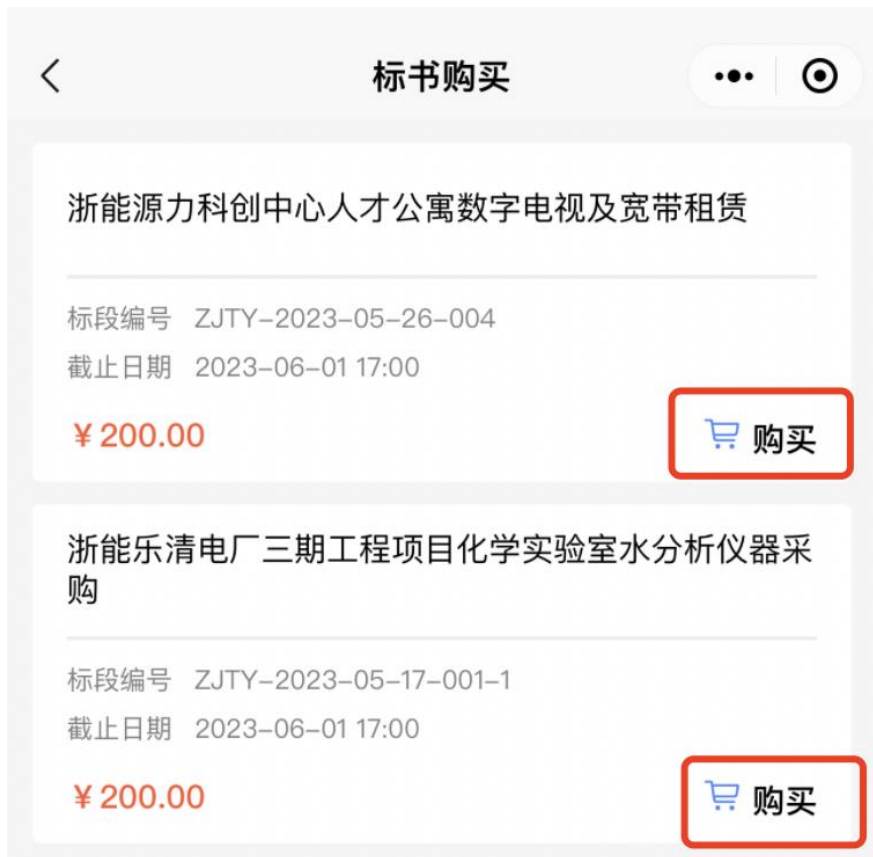 标书购买
浙能源力科创中心人才公寓数字电视及宽带租赁
标段编号 ZJTY-2023-05-26-004
截止日期 2023-06-01 17:00
¥200.00 购买
浙能乐清电厂三期工程项目化学实验室水分析仪器采
购
标段编号 ZJTY-2023-05-17-001-1
截止日期 2023-06-01 17:00
¥200.00 购买